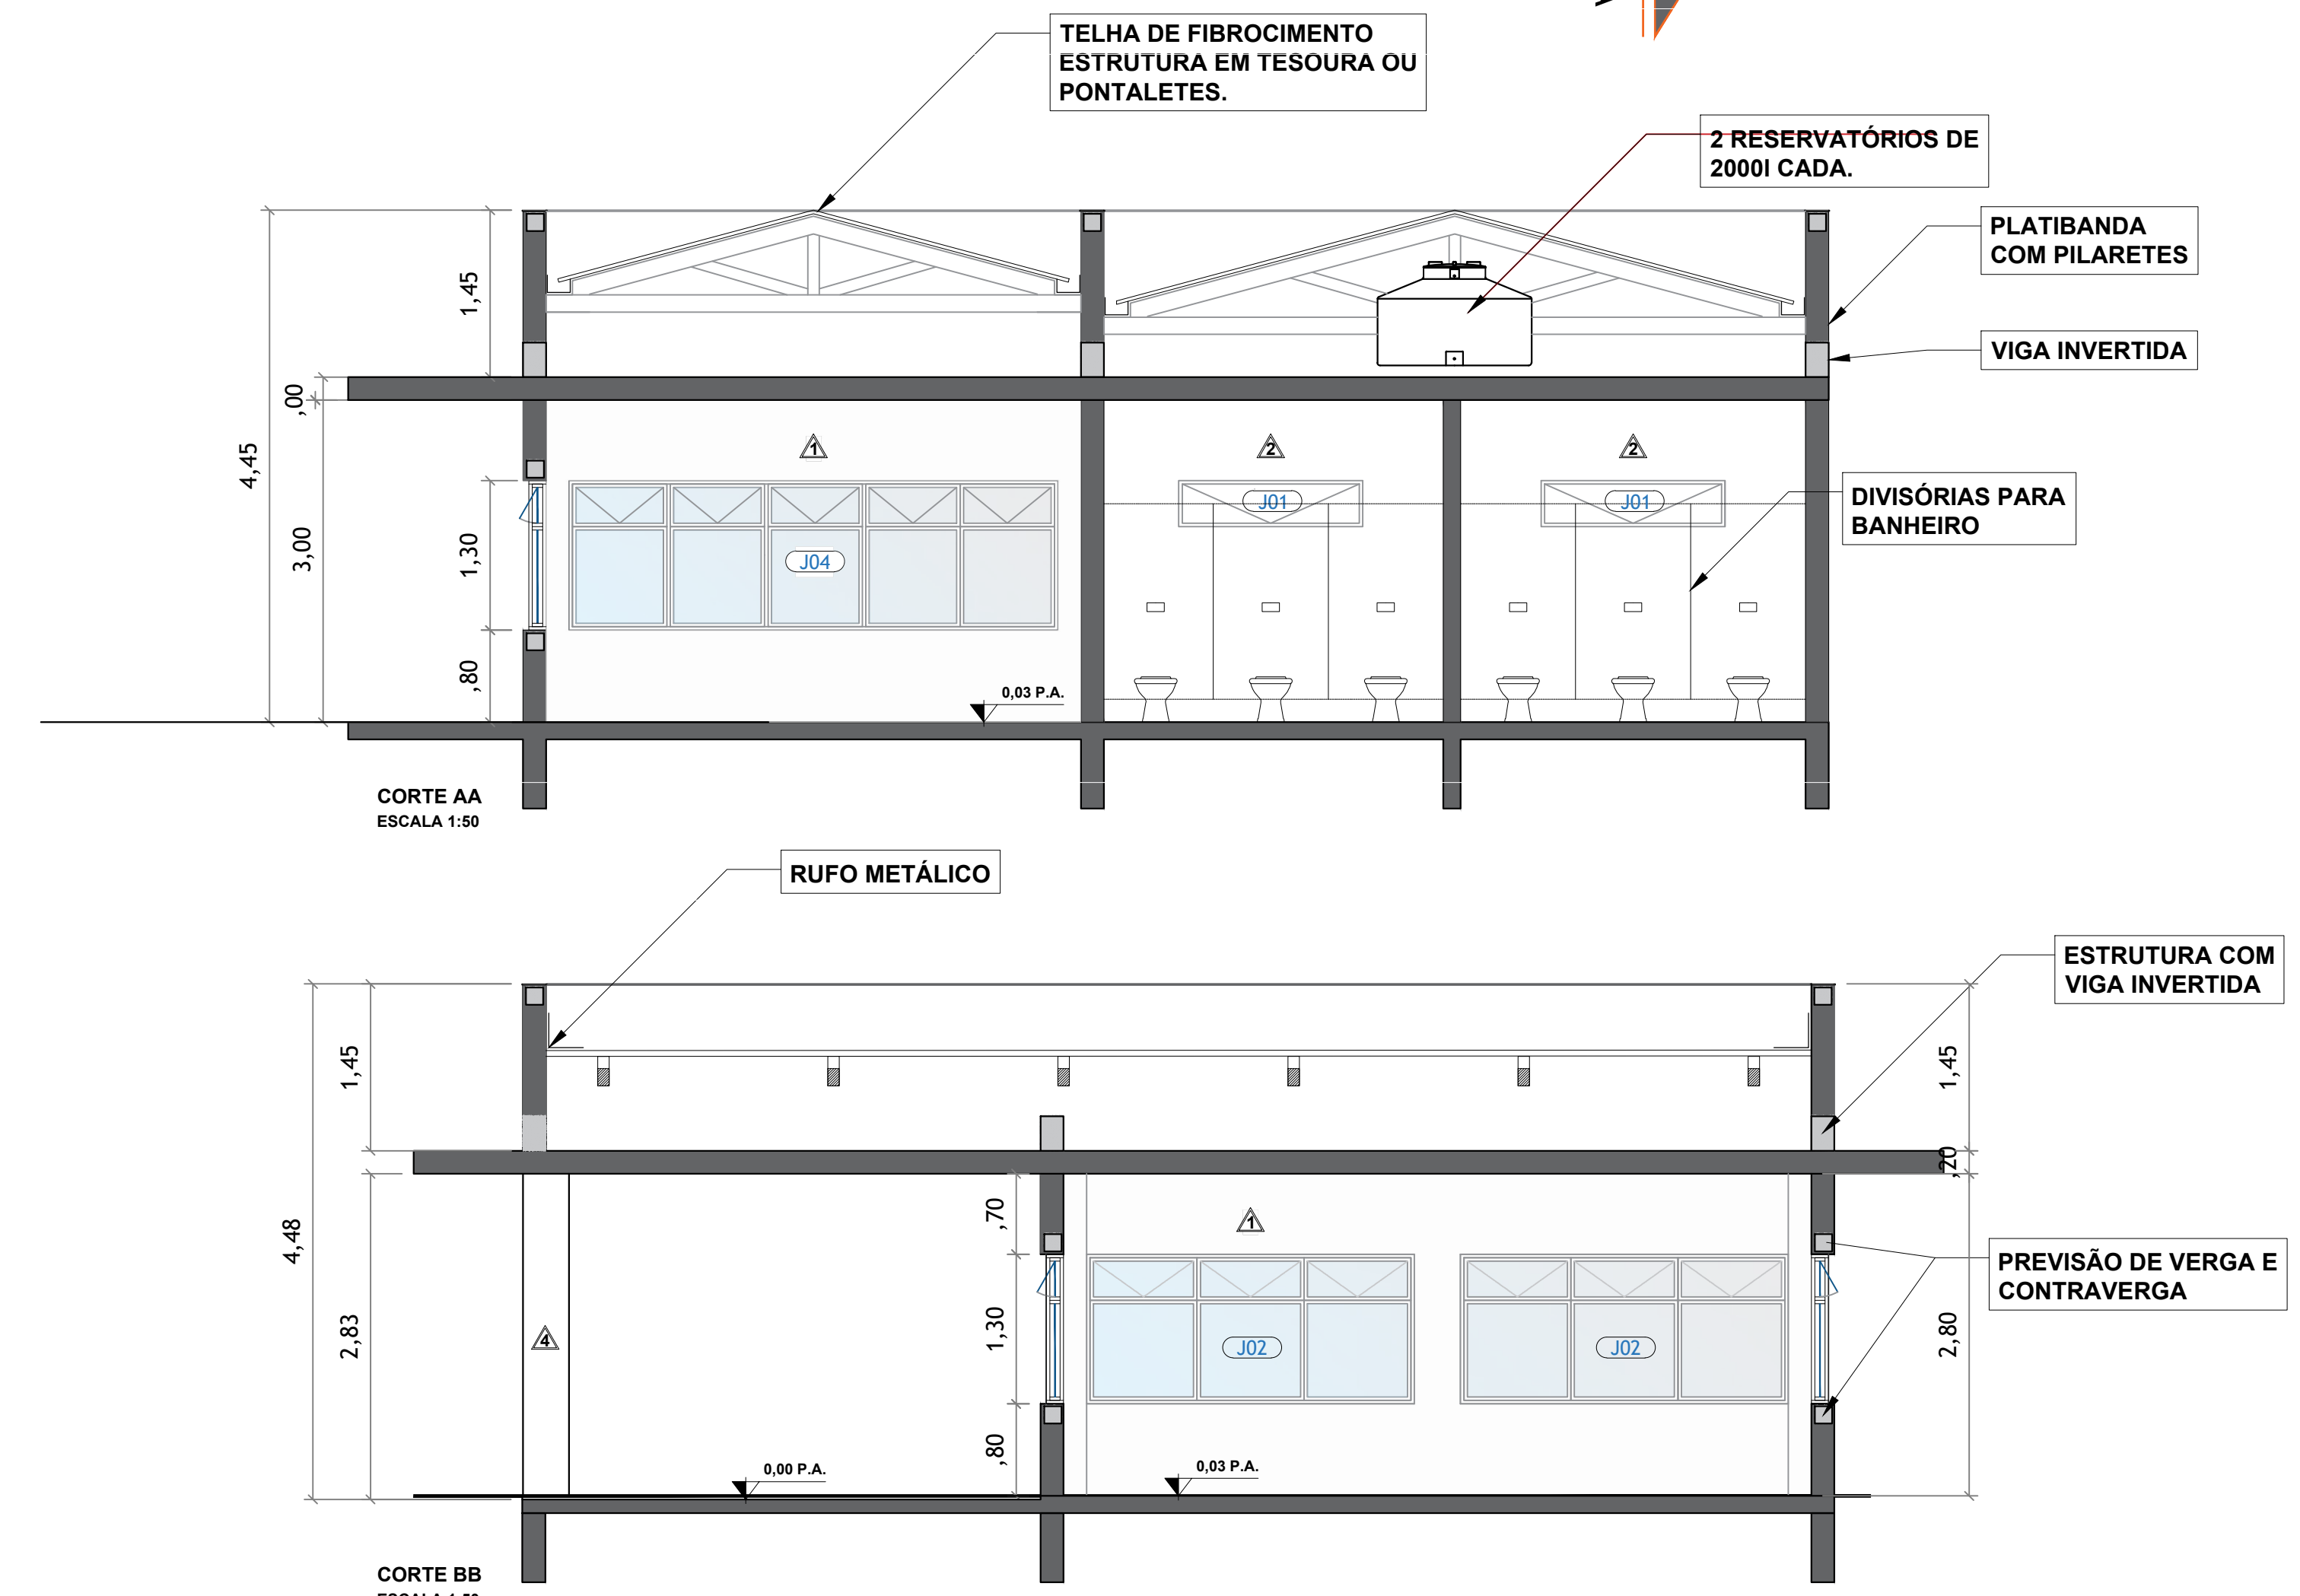 TELHA DE FIBROCIMENTO
ESTRUTURA EM TESOURA OU
PONTALETES.
2 RESERVATÓRIOS DE
2000l CADA.
PLATIBANDA
COM PILARETES
VIGA INVERTIDA
1,45
,00
4,45
3,00
1,30
,80
1
2
2
J04
J01
J01
DIVISÓRIAS PARA
BANHEIRO
0,03 P.A.
CORTE AA
ESCALA 1:50
RUFO METÁLICO
ESTRUTURA COM
VIGA INVERTIDA
1,45
1,45
,20
4,48
2,83
,70
1,30
,80
2,80
1
4
J02
J02
PREVISÃO DE VERGA E
CONTRAVERGA
0,00 P.A.
0,03 P.A.
CORTE BB
ESCALA 1:50